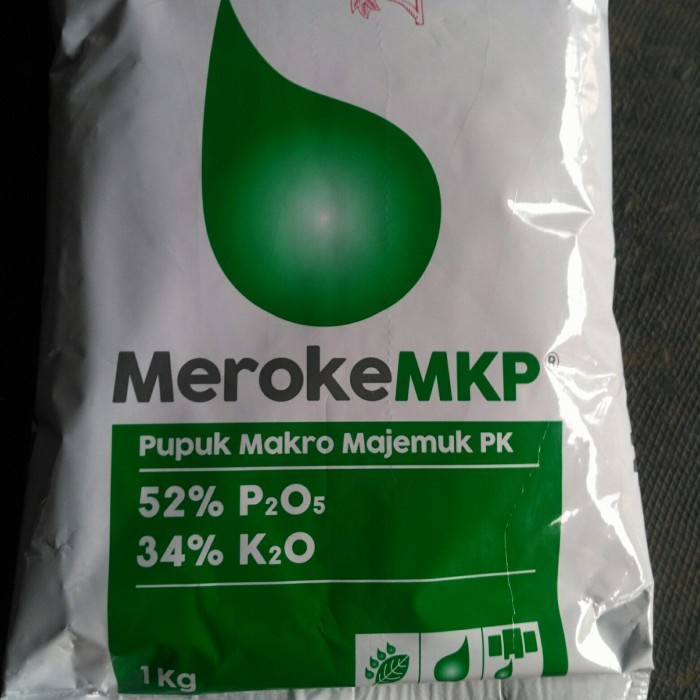 MerokeMKP®
Pupuk Makro Majemuk PK
52% P₂O₅
34% K₂O
1 Kg